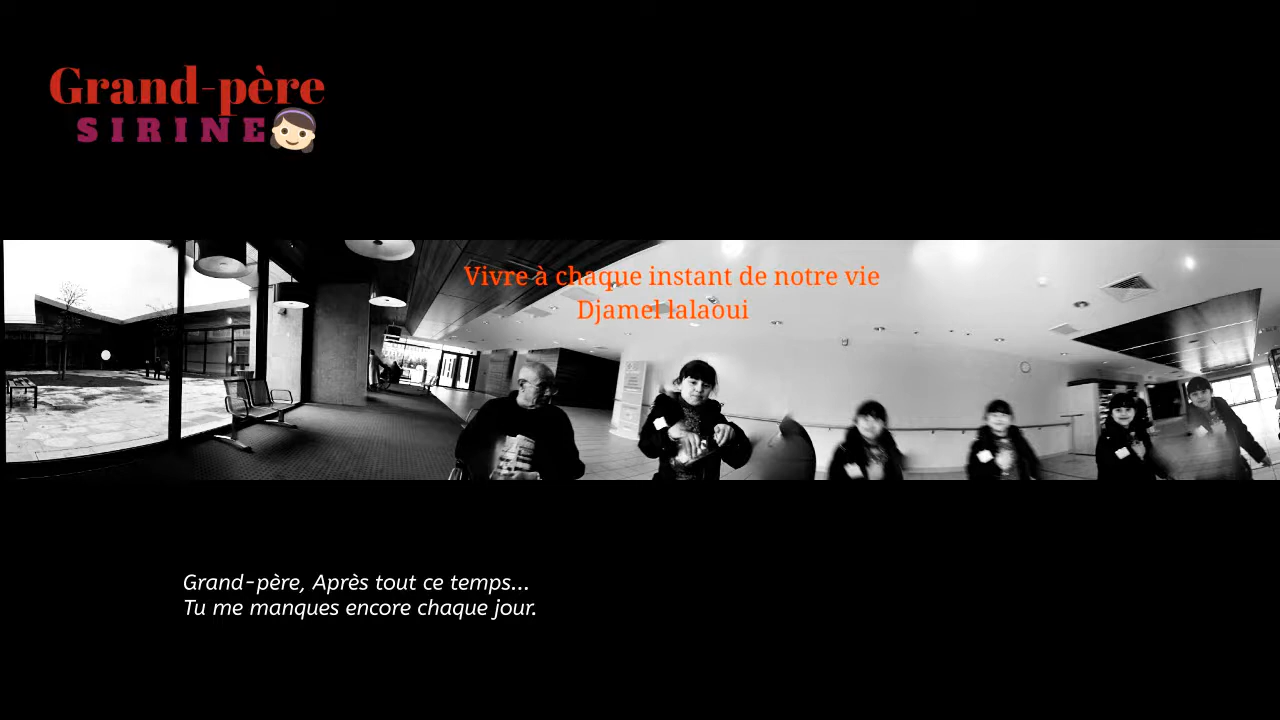 Grand-père
SIRINE
Vivre à chaque instant de notre vie
Djamel lalaoui
Grand-père, Après tout ce temps...
Tu me manques encore chaque jour.